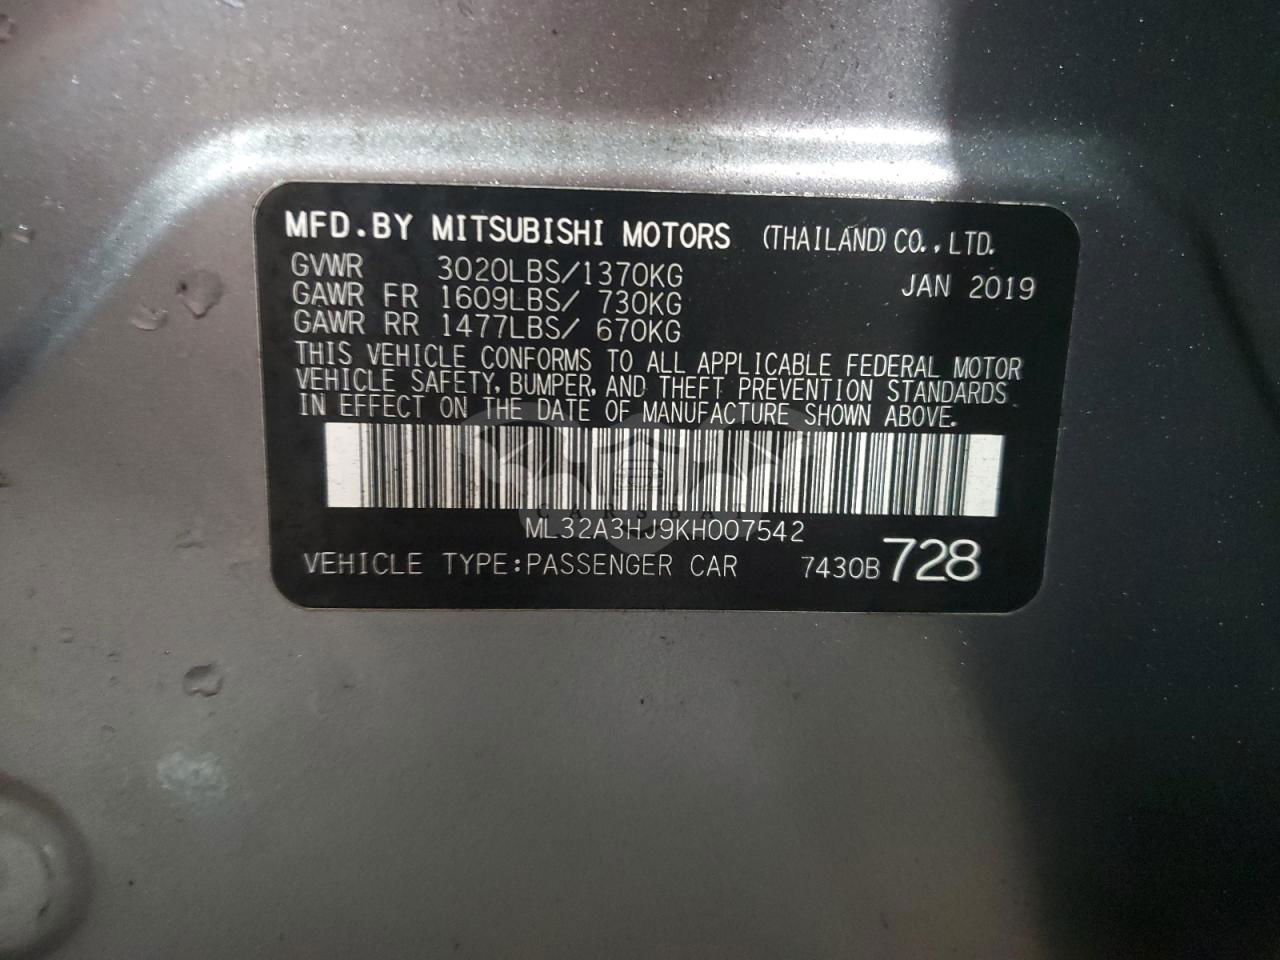 MFD.BY MITSUBISHI MOTORS (THAILAND) CO., LTD.
GVWR 3020LBS/1370KG JAN 2019
GAWR FR 1609LBS/ 730KG
GAWR RR 1477LBS/ 670KG
THIS VEHICLE CONFORMS TO ALL APPLICABLE FEDERAL MOTOR
VEHICLE SAFETY, BUMPER, AND THEFT PREVENTION STANDARDS
IN EFFECT ON THE DATE OF MANUFACTURE SHOWN ABOVE.
CARSBAT
ML32A3HJ9KH007542
VEHICLE TYPE:PASSENGER CAR 7430B 728